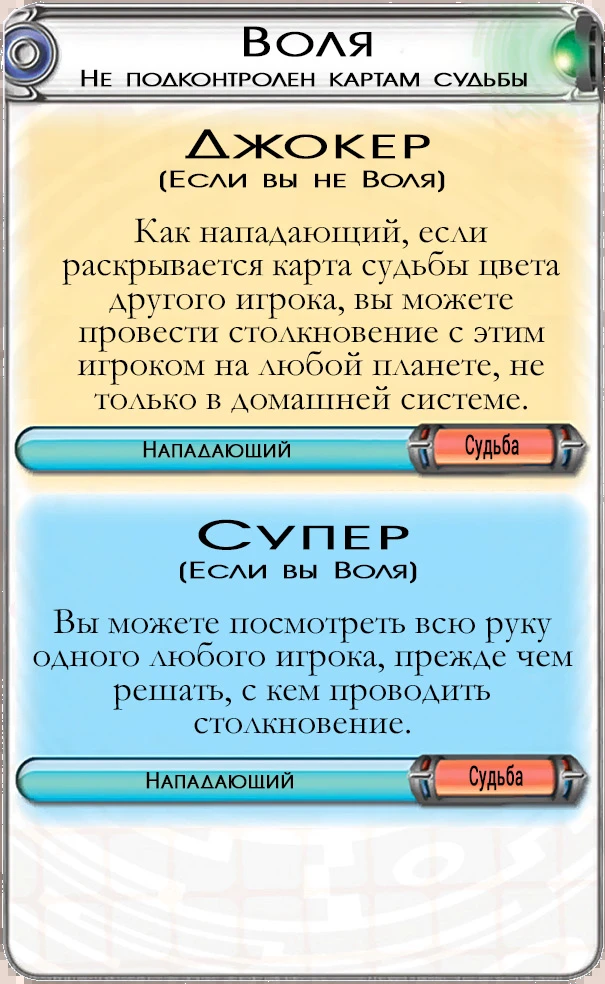 Воля
Не подконтролен картам судьбы
Джокер
(Если вы не Воля)
Как нападающий, если
раскрывается карта судьбы цвета
другого игрока, вы можете
провести столкновение с этим
игроком на любой планете, не
только в домашней системе.
Нападающий Судьба
Супер
(Если вы Воля)
Вы можете посмотреть всю руку
одного любого игрока, прежде чем
решать, с кем проводить
столкновение.
Нападающий Судьба